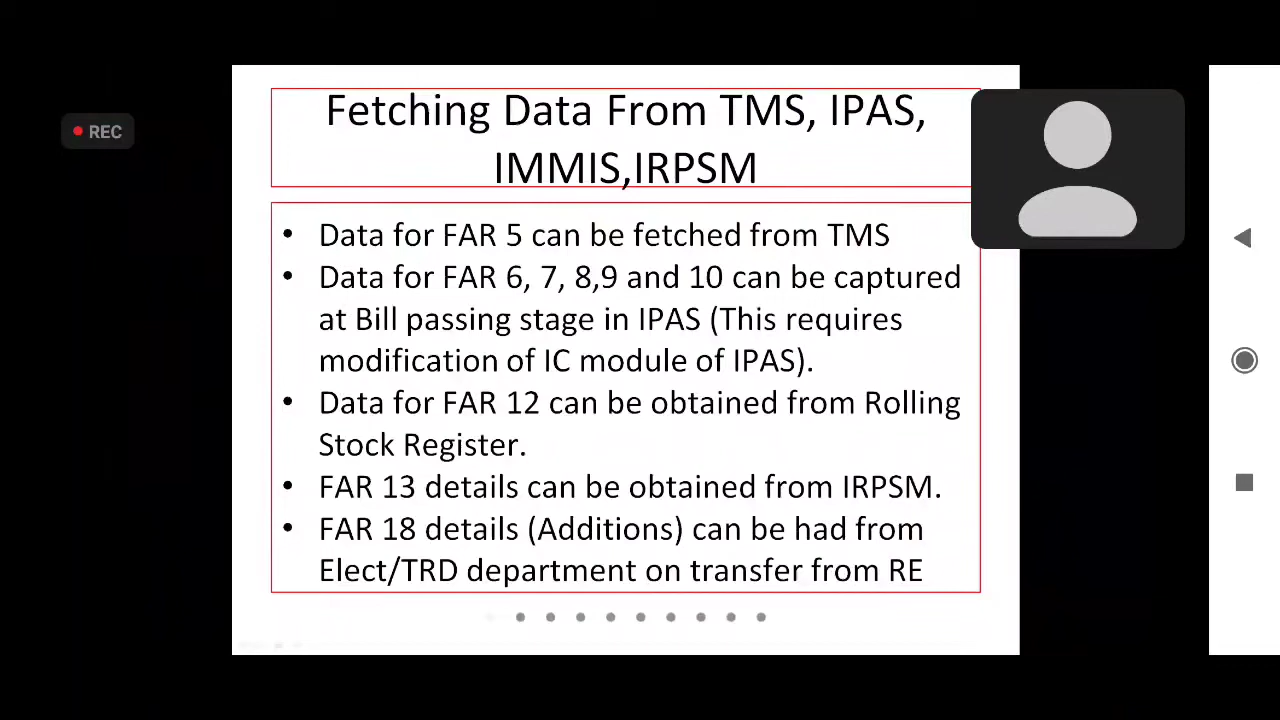 REC
Fetching Data From TMS, IPAS,
IMMIS,IRPSM
• Data for FAR 5 can be fetched from TMS
• Data for FAR 6, 7, 8,9 and 10 can be captured
at Bill passing stage in IPAS (This requires
modification of IC module of IPAS).
• Data for FAR 12 can be obtained from Rolling
Stock Register.
• FAR 13 details can be obtained from IRPSM.
• FAR 18 details (Additions) can be had from
Elect/TRD department on transfer from RE